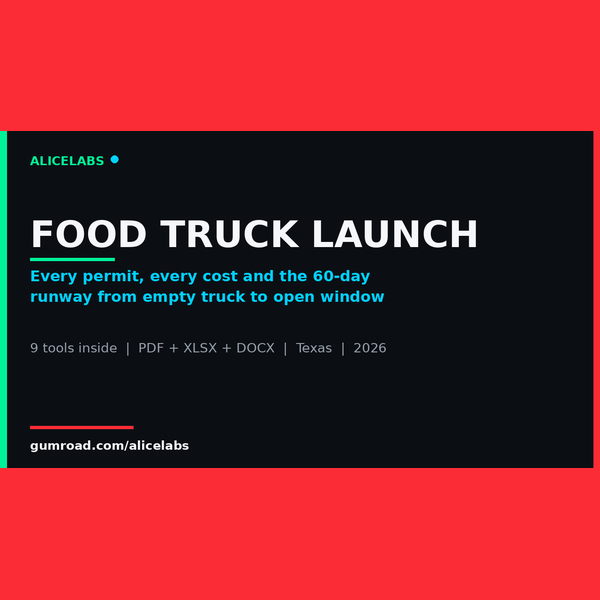 ALICELABS
FOOD TRUCK LAUNCH
Every permit, every cost and the 60-day
runway from empty truck to open window
9 tools inside | PDF + XLSX + DOCX | Texas | 2026
gumroad.com/alicelabs